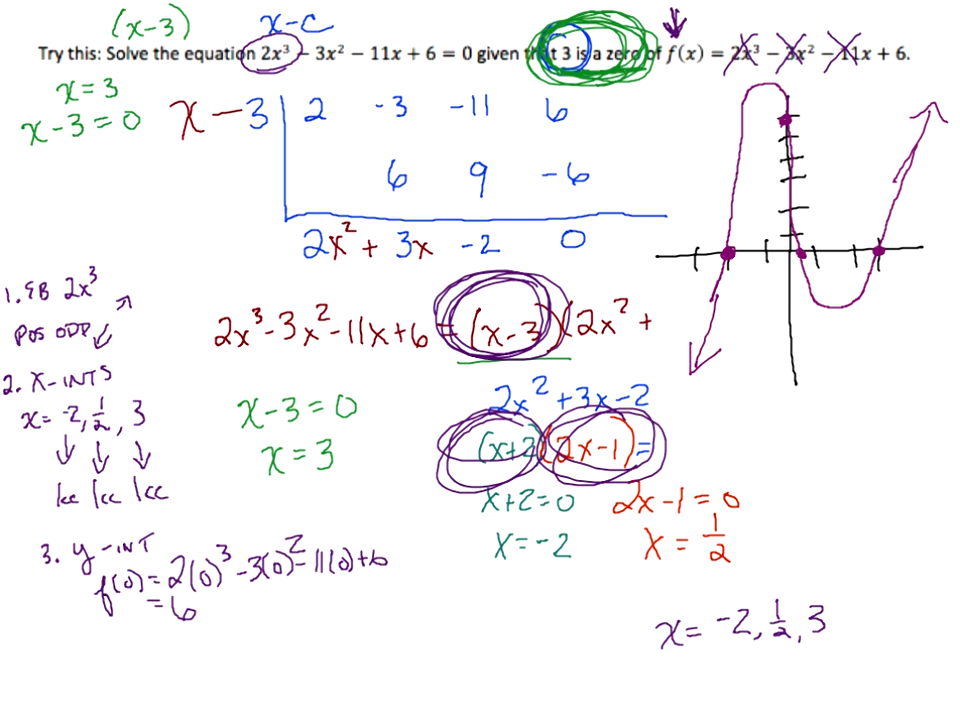 (x-3)
x-c
Try this: Solve the equation 2x³ - 3x² - 11x + 6 = 0 given that 3 is a zero of f(x) = 2x³ - 3x² - 11x + 6.
x = 3
x - 3 = 0
x - 3 | 2 -3 -11 6
6 9 -6
2x² + 3x -2 0
1. EB 2x³
POS ODD
2x³-3x²-11x+6 = (x-3)(2x² +
2. X-INTS
x = -2, 1/2, 3
x-3 = 0
x = 3
2x²+3x-2
(x+2)(2x-1) =
x+2=0
2x-1=0
x=-2
x = 1/2
1cc 1cc 1cc
3. y-INT
f(0) = 2(0)³-3(0)²-11(0)+6
= 6
x = -2, 1/2, 3